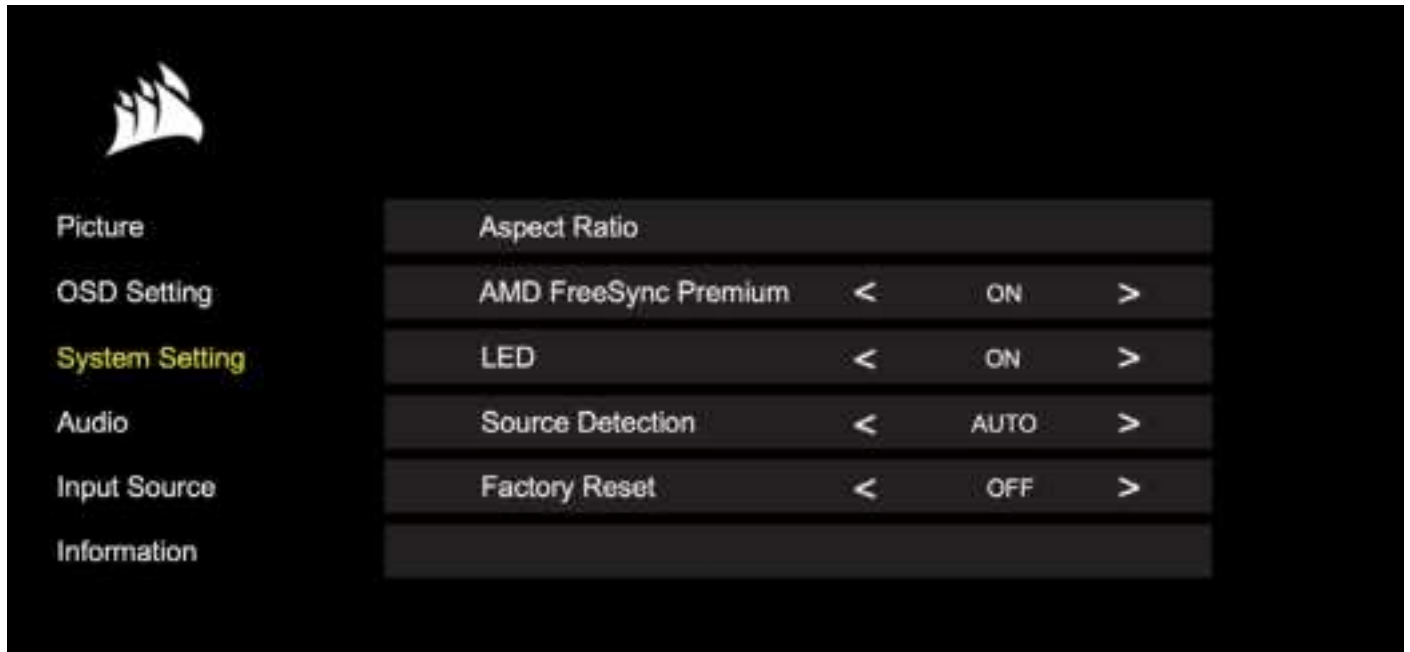 Picture
Aspect Ratio
OSD Setting
AMD FreeSync Premium < ON >
System Setting
LED < ON >
Audio
Source Detection < AUTO >
Input Source
Factory Reset < OFF >
Information